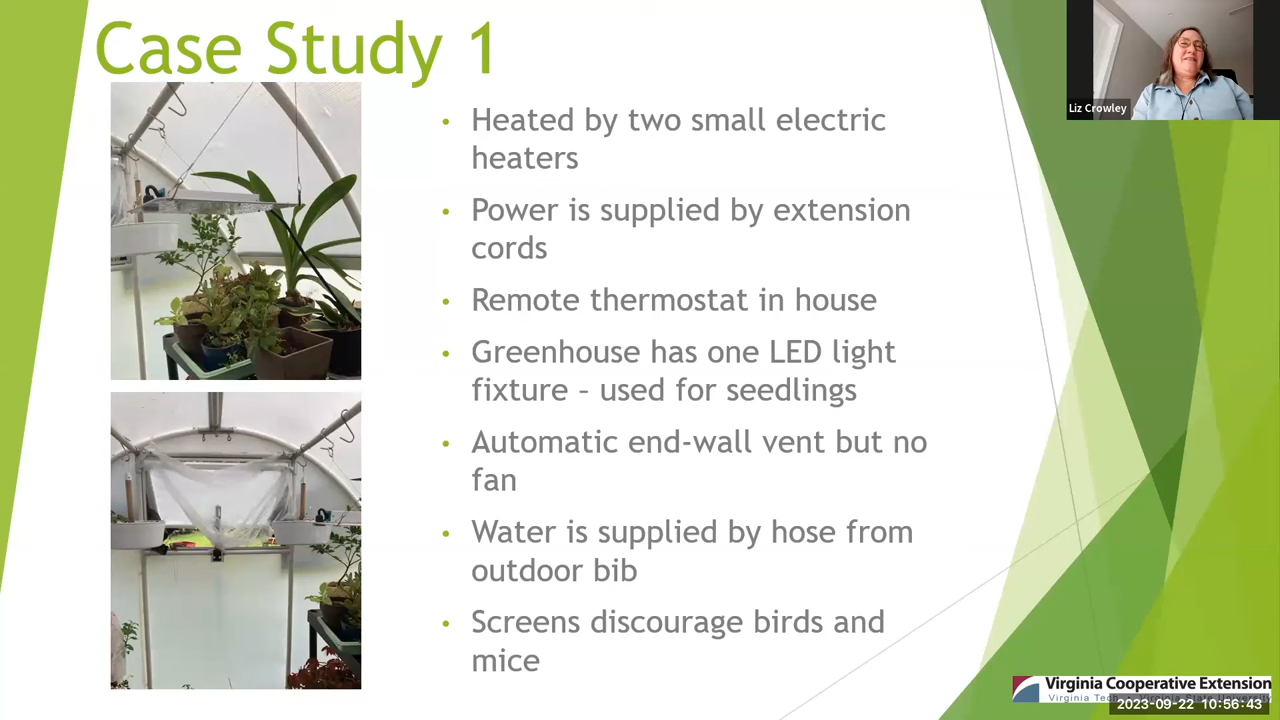 Case Study 1
Liz Crowley
• Heated by two small electric
heaters
• Power is supplied by extension
cords
• Remote thermostat in house
• Greenhouse has one LED light
fixture – used for seedlings
• Automatic end-wall vent but no
fan
• Water is supplied by hose from
outdoor bib
• Screens discourage birds and
mice
Virginia Cooperative Extension
Virginia Tech • Virginia State University
2023-09-22 10:56:43